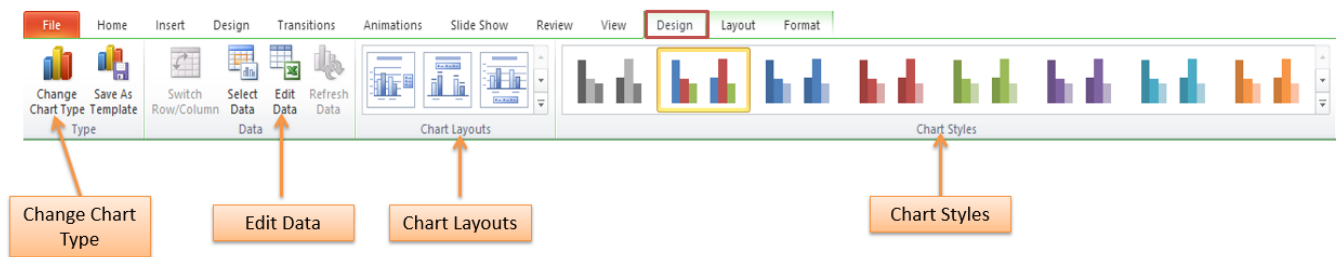 File Home Insert Design Transitions Animations Slide Show Review View Design Layout Format
Change Save As Switch Select Edit Refresh
Chart Type Template Row/Column Data Data Data
Type Data Chart Layouts Chart Styles
Change Chart
Type
Edit Data
Chart Layouts
Chart Styles